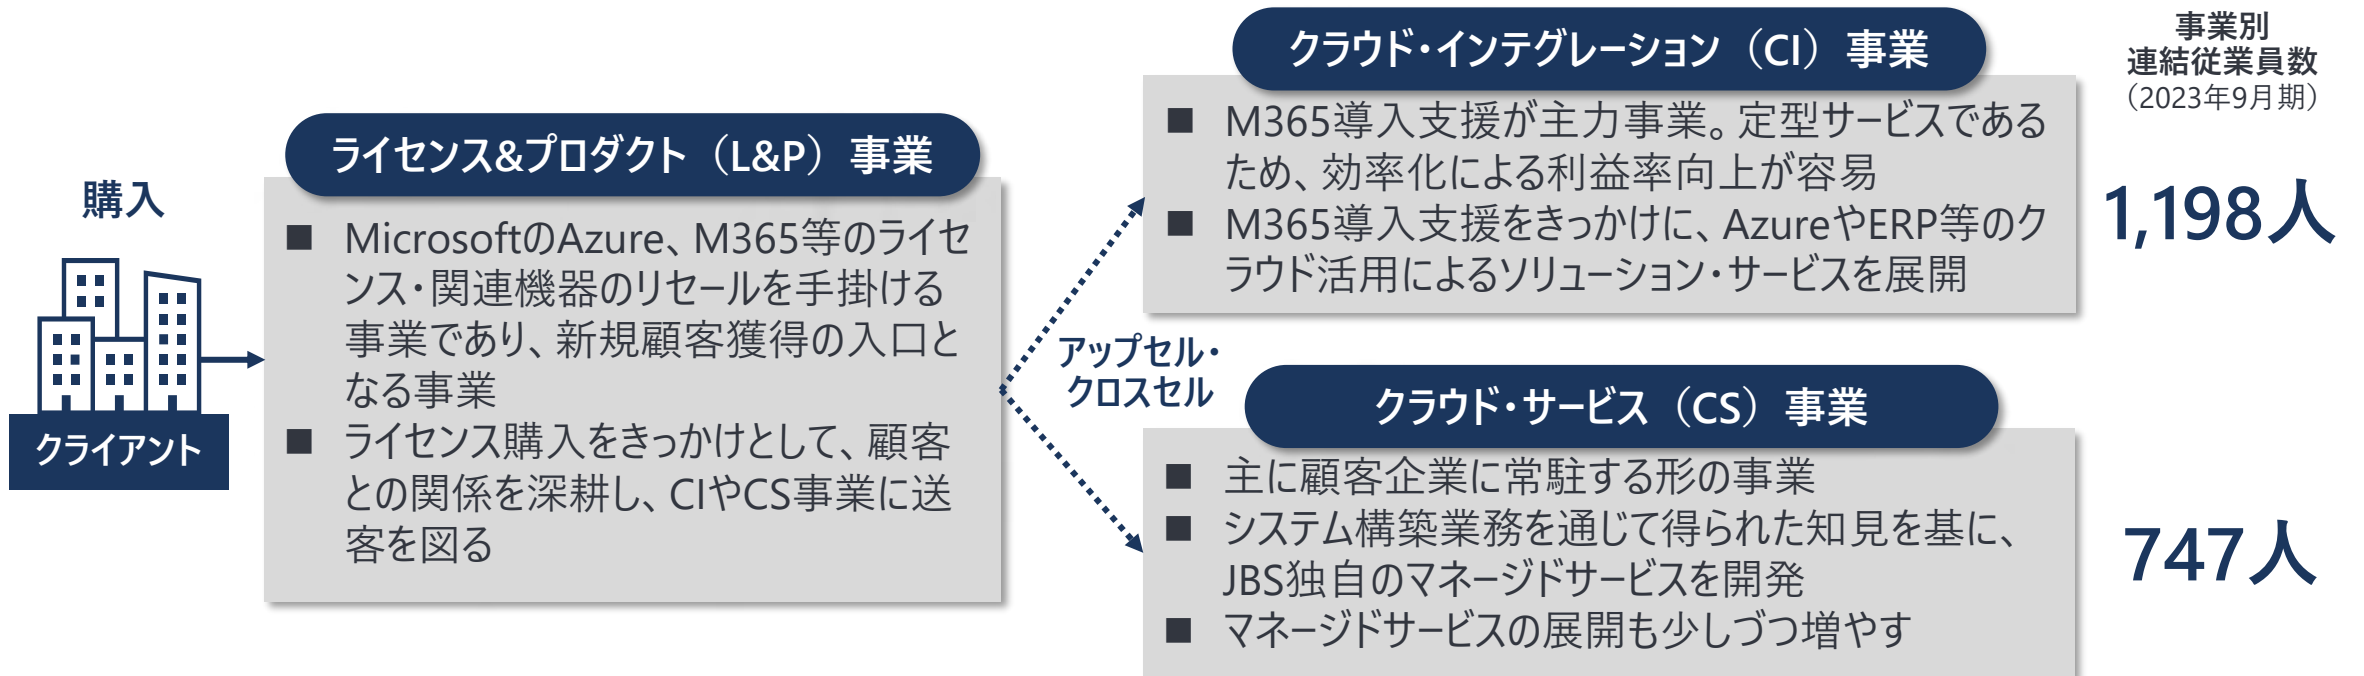 購入
クライアント
ライセンス&プロダクト（L&P）事業
■ MicrosoftのAzure、M365等のライセ
ンス・関連機器のリセールを手掛ける
事業であり、新規顧客獲得の入口と
なる事業
■ ライセンス購入をきっかけとして、顧客
との関係を深耕し、CIやCS事業に送
客を図る
アップセル・
クロスセル
クラウド・インテグレーション（CI）事業
■ M365導入支援が主力事業。定型サービスである
ため、効率化による利益率向上が容易
■ M365導入支援をきっかけに、AzureやERP等のク
ラウド活用によるソリューション・サービスを展開
クラウド・サービス（CS）事業
■ 主に顧客企業に常駐する形の事業
■ システム構築業務を通じて得られた知見を基に、
JBS独自のマネージドサービスを開発
■ マネージドサービスの展開も少しづつ増やす
事業別
連結従業員数
（2023年9月期）
1,198人
747人